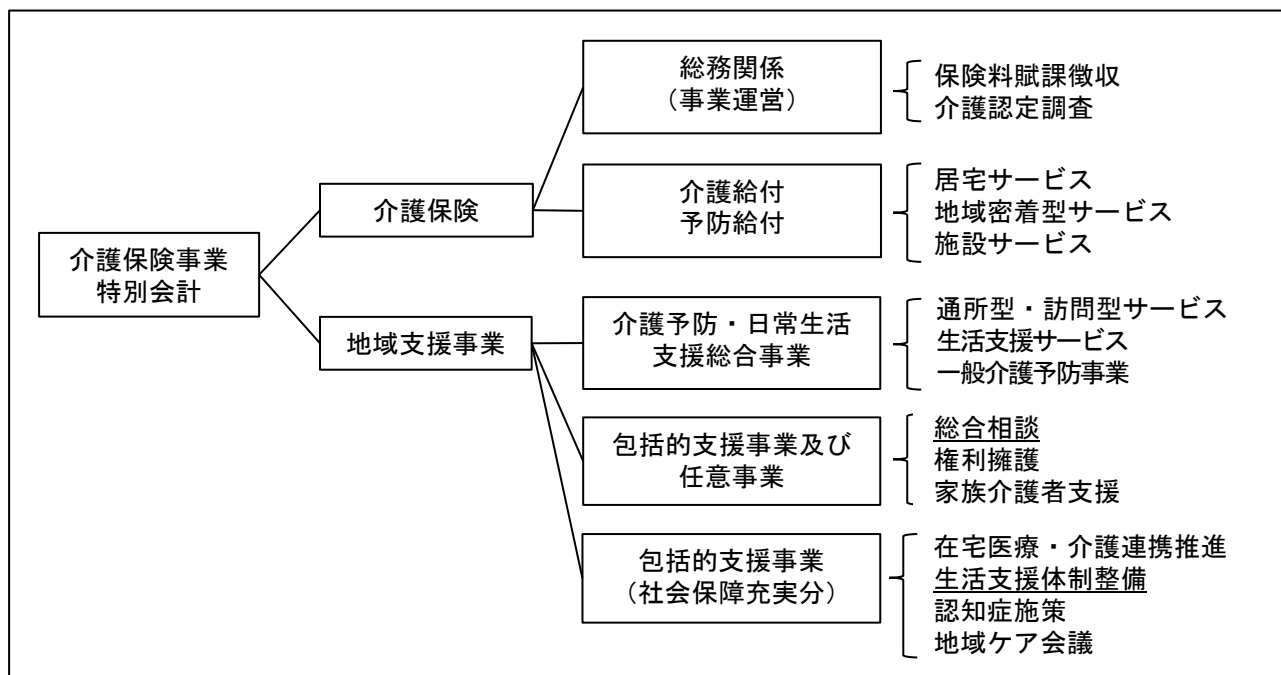 総務関係
（事業運営）
保険料賦課徴収
介護認定調査
介護保険
介護給付
予防給付
居宅サービス
地域密着型サービス
施設サービス
介護保険事業
特別会計
地域支援事業
介護予防・日常生活
支援総合事業
通所型・訪問型サービス
生活支援サービス
一般介護予防事業
包括的支援事業及び
任意事業
総合相談
権利擁護
家族介護者支援
包括的支援事業
（社会保障充実分）
在宅医療・介護連携推進
生活支援体制整備
認知症施策
地域ケア会議